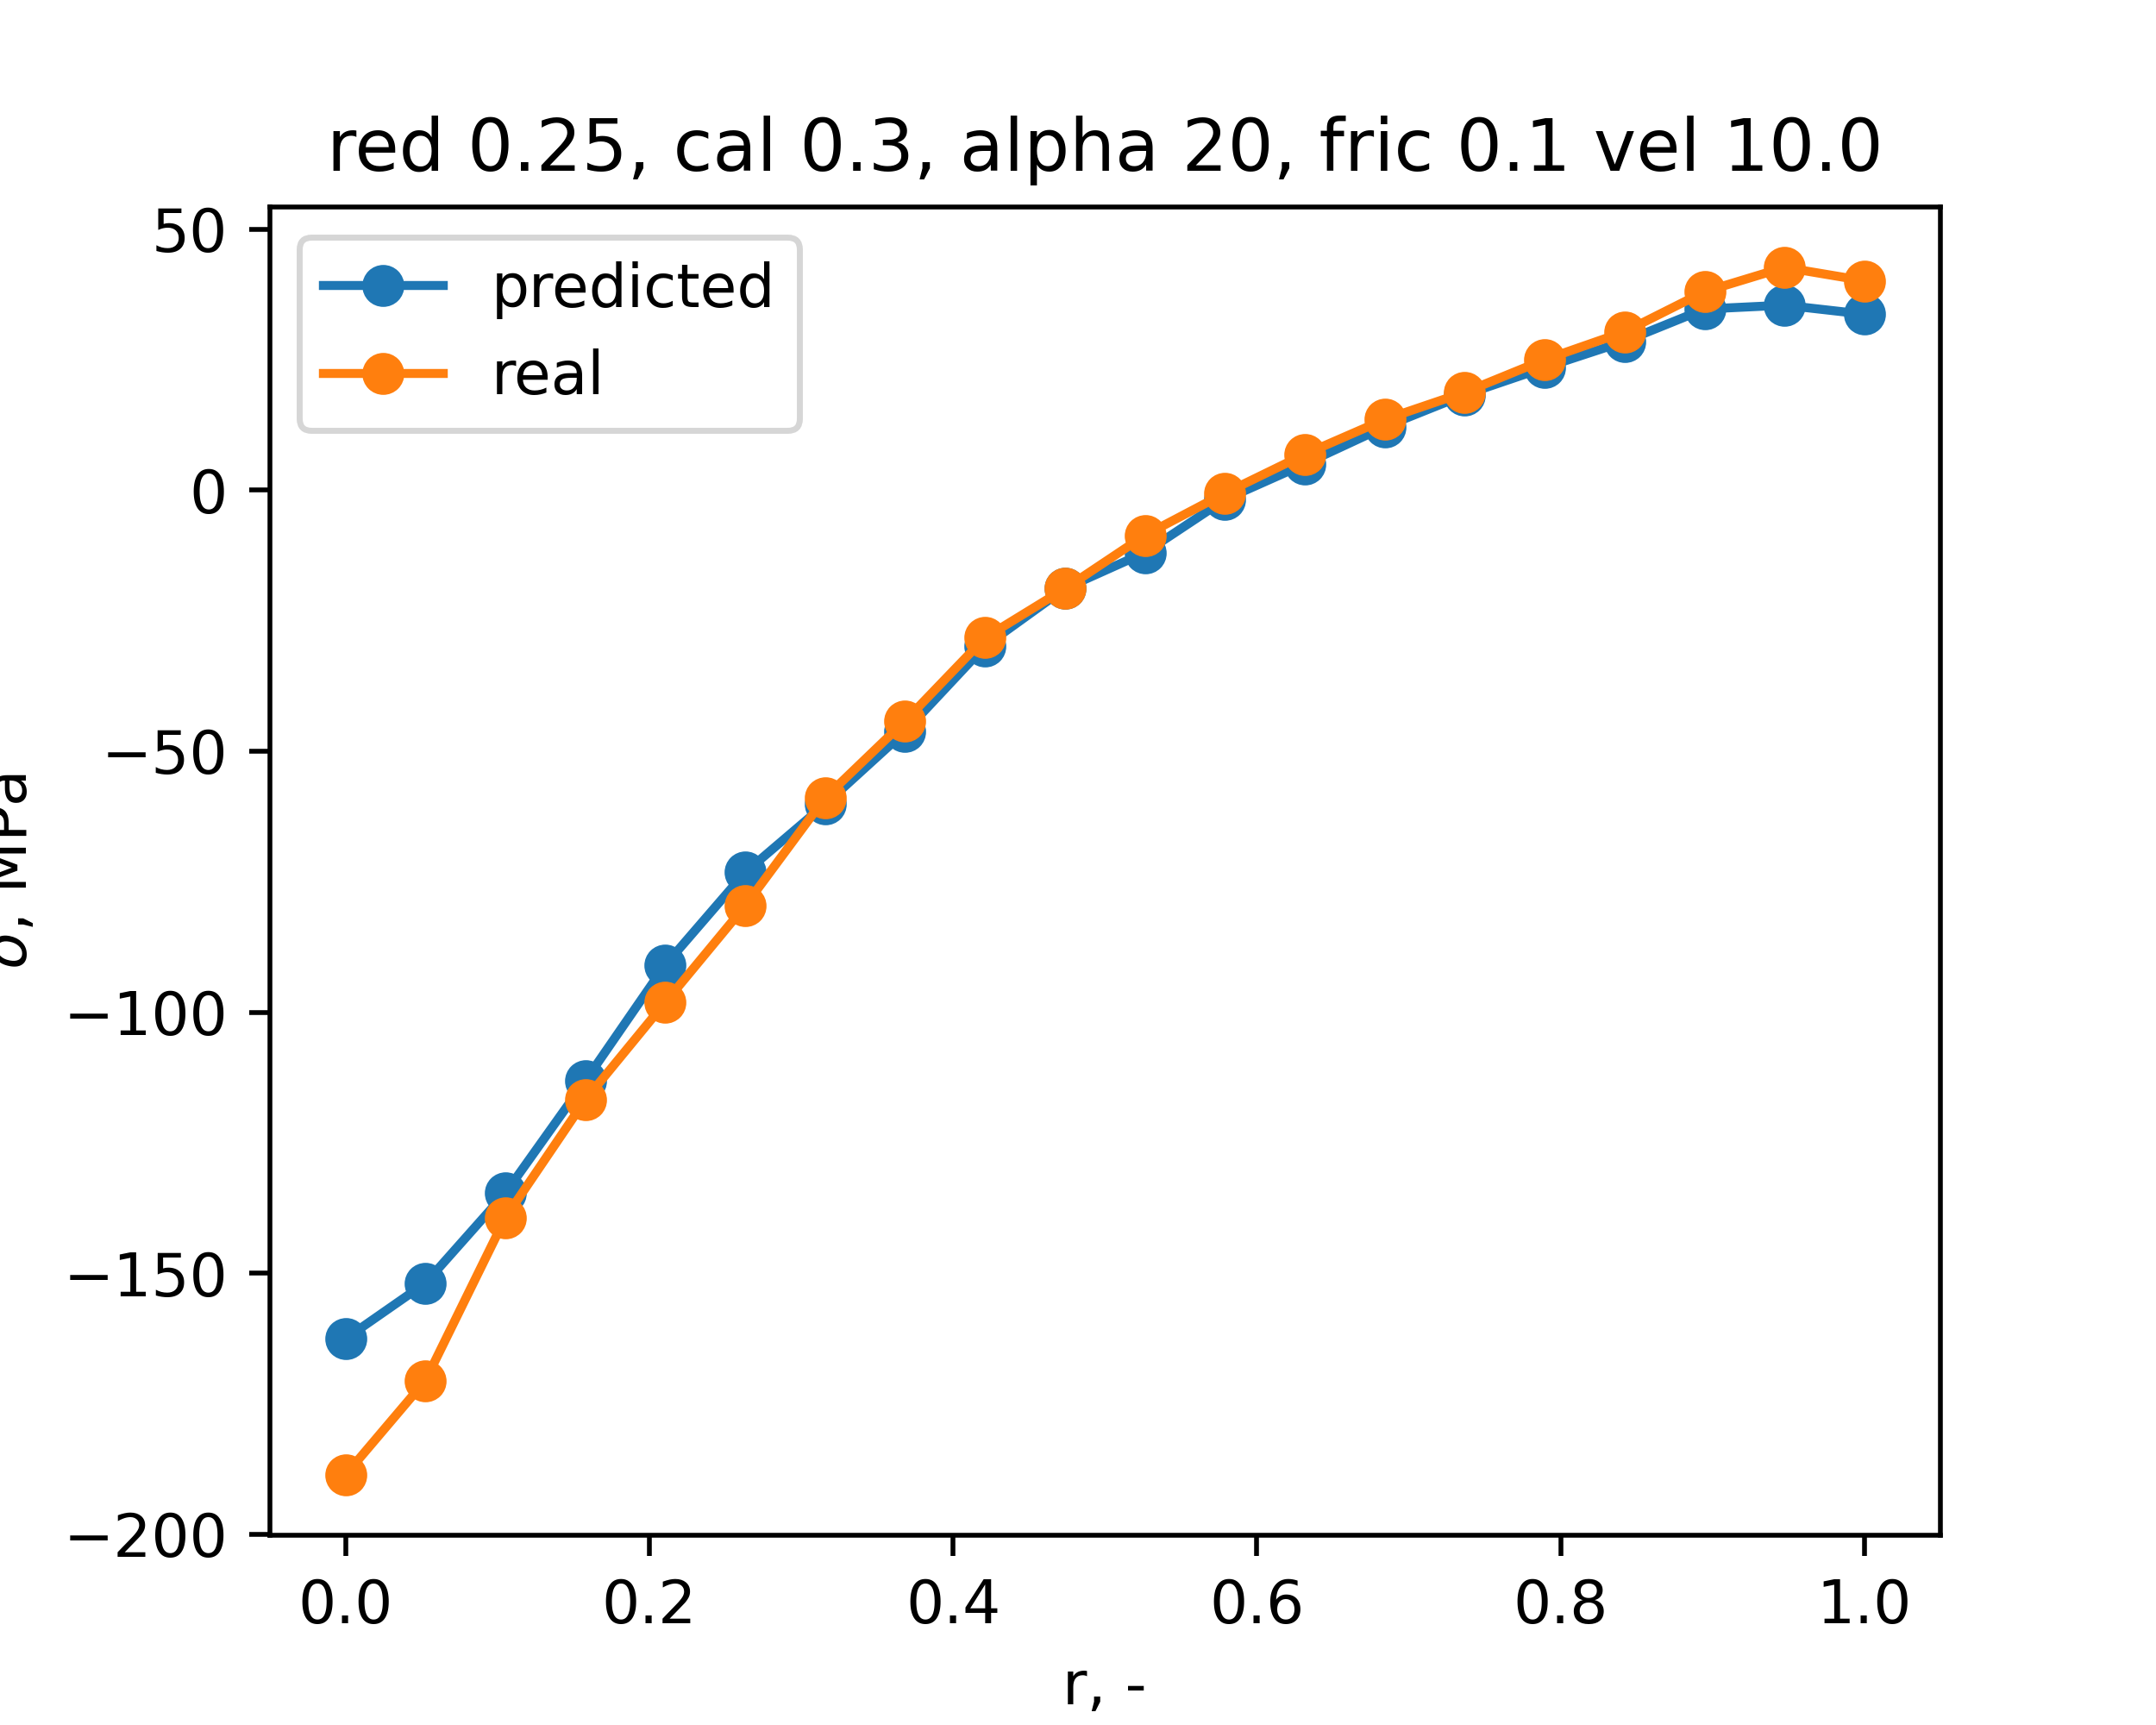 red 0.25, cal 0.3, alpha 20, fric 0.1 vel 10.0
50
0
−50
−100
−150
−200
predicted
real
, MPa
0.0 0.2 0.4 0.6 0.8 1.0
r, -